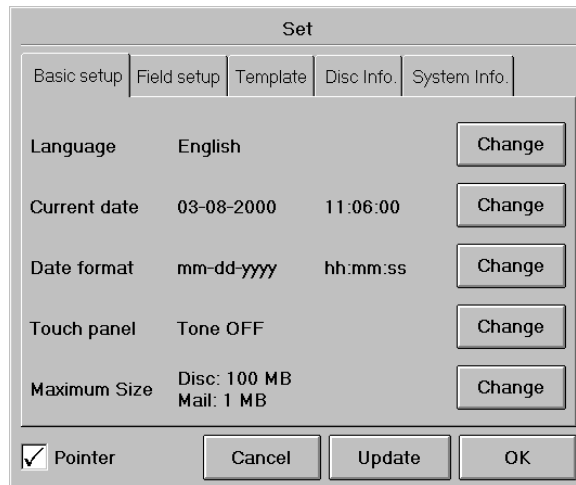 Set
Basic setup Field setup Template Disc Info. System Info.
Language English Change
Current date 03-08-2000 11:06:00 Change
Date format mm-dd-yyyy hh:mm:ss Change
Touch panel Tone OFF Change
Maximum Size Disc: 100 MB Change
Mail: 1 MB
Pointer Cancel Update OK